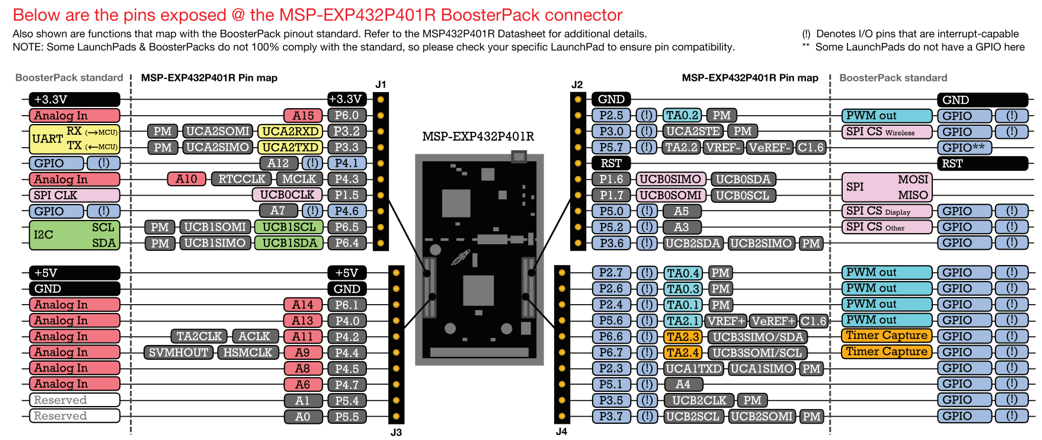 Below are the pins exposed @ the MSP-EXP432P401R BoosterPack connector
Also shown are functions that map with the BoosterPack pinout standard. Refer to the MSP432P401R Datasheet for additional details.
NOTE: Some LaunchPads & BoosterPacks do not 100% comply with the standard, so please check your specific LaunchPad to ensure pin compatibility.
(!) Denotes I/O pins that are interrupt-capable
** Some LaunchPads do not have a GPIO here
BoosterPack standard MSP-EXP432P401R Pin map
J1
+3.3V +3.3V
Analog In A15 P6.0
UART RX (→MCU) PM UCA2SOMI UCA2RXD P3.2
TX (←MCU) PM UCA2SIMO UCA2TXD P3.3
GPIO (!) A12 (!) P4.1
Analog In A10 RTCCLK MCLK P4.3
SPI CLK UCB0CLK P1.5
GPIO (!) A7 (!) P4.6
I2C SCL PM UCB1SOMI UCB1SCL P6.5
SDA PM UCB1SIMO UCB1SDA P6.4
+5V +5V
GND GND
Analog In A14 P6.1
Analog In A13 P4.0
Analog In TA2CLK ACLK A11 P4.2
Analog In SVMHOUT HSMCLK A9 P4.4
Analog In A8 P4.5
Analog In A6 P4.7
Reserved A1 P5.4
Reserved A0 P5.5
J3
MSP-EXP432P401R
J2
MSP-EXP432P401R Pin map BoosterPack standard
GND GND
P2.5 (!) TA0.2 PM PWM out GPIO (!)
P3.0 (!) UCA2STE PM SPI CS Wireless GPIO (!)
P5.7 (!) TA2.2 VREF- VeREF- C1.6 GPIO**
RST RST
P1.6 UCB0SIMO UCB0SDA SPI MOSI
P1.7 UCB0SOMI UCB0SCL MISO
P5.0 (!) A5 SPI CS Display GPIO (!)
P5.2 (!) A3 SPI CS Other GPIO (!)
P3.6 (!) UCB2SDA UCB2SIMO PM GPIO (!)
P2.7 (!) TA0.4 PM PWM out GPIO (!)
P2.6 (!) TA0.3 PM PWM out GPIO (!)
P2.4 (!) TA0.1 PM PWM out GPIO (!)
P5.6 (!) TA2.1 VREF+ VeREF+ C1.6 PWM out GPIO (!)
P6.6 (!) TA2.3 UCB3SIMO/SDA Timer Capture GPIO (!)
P6.7 (!) TA2.4 UCB3SOMI/SCL Timer Capture GPIO (!)
P2.3 (!) UCA1TXD UCA1SIMO PM GPIO (!)
P5.1 (!) A4 GPIO (!)
P3.5 (!) UCB2CLK PM GPIO (!)
P3.7 (!) UCB2SCL UCB2SOMI PM GPIO (!)
J4